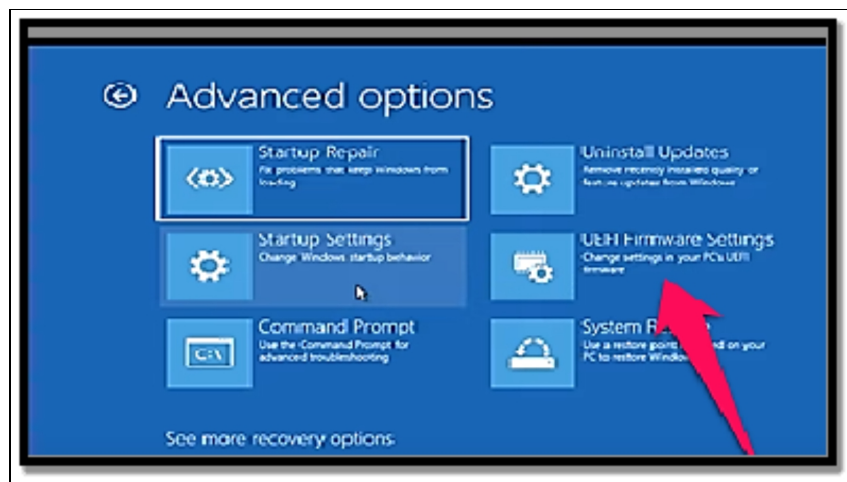 Advanced options
Startup Repair
Fix problems that keep Windows from
loading
Uninstall Updates
Remove recently installed quality or
feature updates from Windows
Startup Settings
Change Windows startup behavior
UEFI Firmware Settings
Change settings in your PC's UEFI
firmware
Command Prompt
Use the Command Prompt for
advanced troubleshooting
C:\
System
Use a restore point on your
PC to restore
See more recovery options